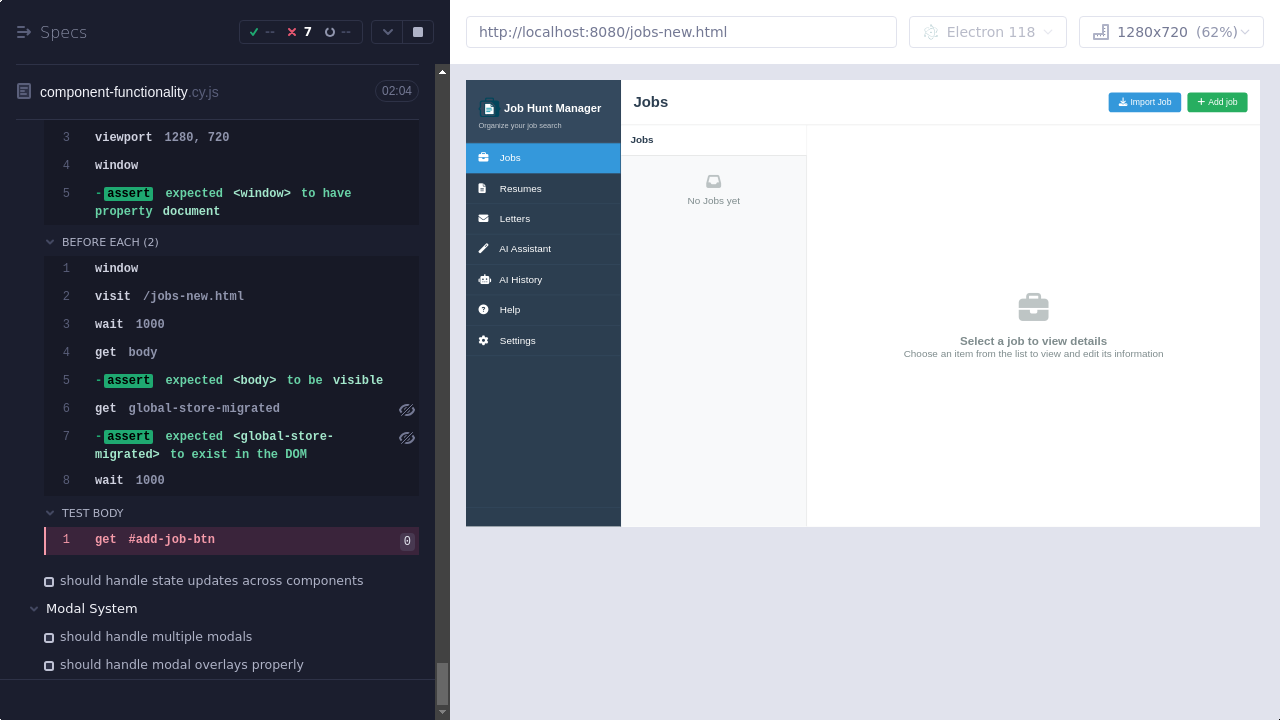 Specs
--
7
--
component-functionality.cy.js
02:04
3 viewport 1280, 720
4 window
5 -assert expected <window> to have
property document
BEFORE EACH (2)
1 window
2 visit /jobs-new.html
3 wait 1000
4 get body
5 -assert expected <body> to be visible
6 get global-store-migrated
7 -assert expected <global-store-
migrated> to exist in the DOM
8 wait 1000
TEST BODY
1 get #add-job-btn 0
should handle state updates across components
Modal System
should handle multiple modals
should handle modal overlays properly
http://localhost:8080/jobs-new.html
Electron 118
1280x720 (62%)
Job Hunt Manager
Organize your job search
Jobs
Resumes
Letters
AI Assistant
AI History
Help
Settings
Jobs
Import Job
Add job
Jobs
No Jobs yet
Select a job to view details
Choose an item from the list to view and edit its information